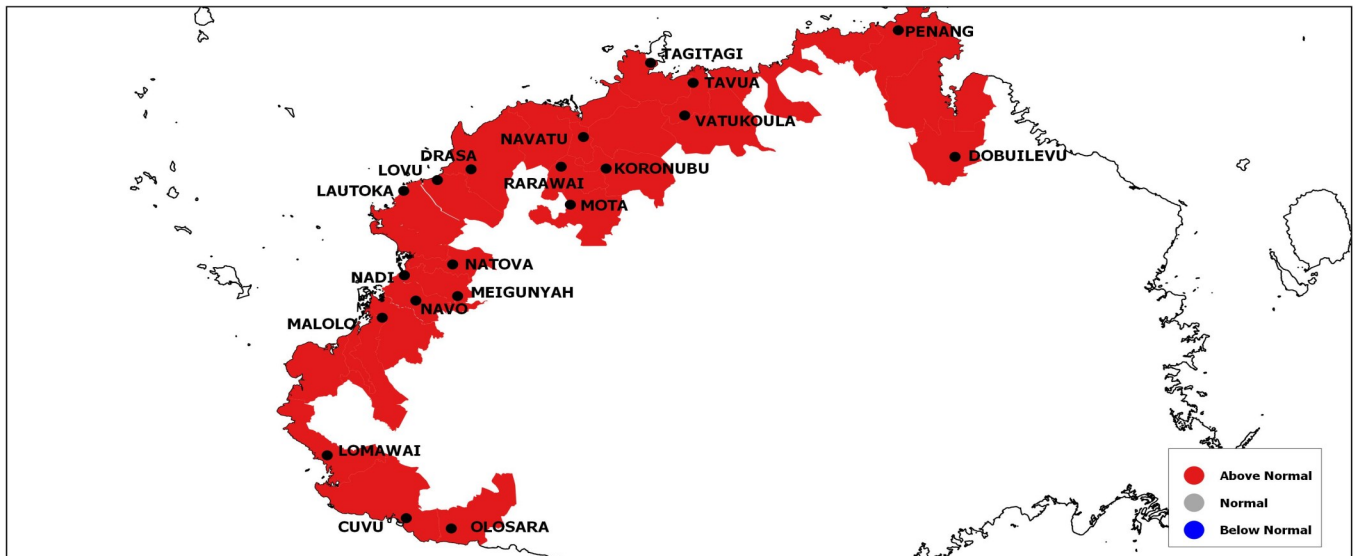 PENANG
TAGITAGI
TAVUA
VATUKOULA
NAVATU
DOBUILEVU
DRASA
LOVU
KORONUBU
RARAWAI
LAUTOKA
MOTA
NATOVA
NADI
MEIGUNYAH
NAVO
MALOLO
LOMAWAI
CUVU
OLOSARA
Above Normal
Normal
Below Normal